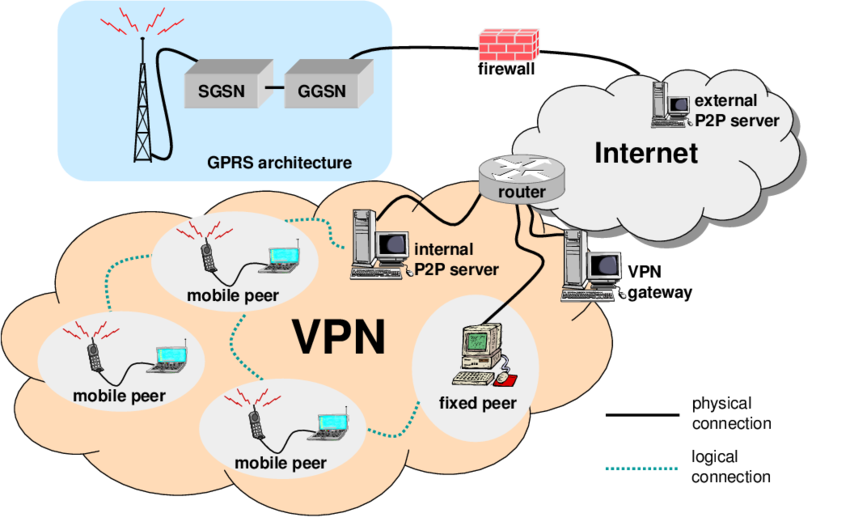 SGSN
GGSN
GPRS architecture
firewall
external
P2P server
Internet
router
internal
P2P server
VPN
gateway
mobile peer
VPN
mobile peer
fixed peer
mobile peer
physical
connection
logical
connection